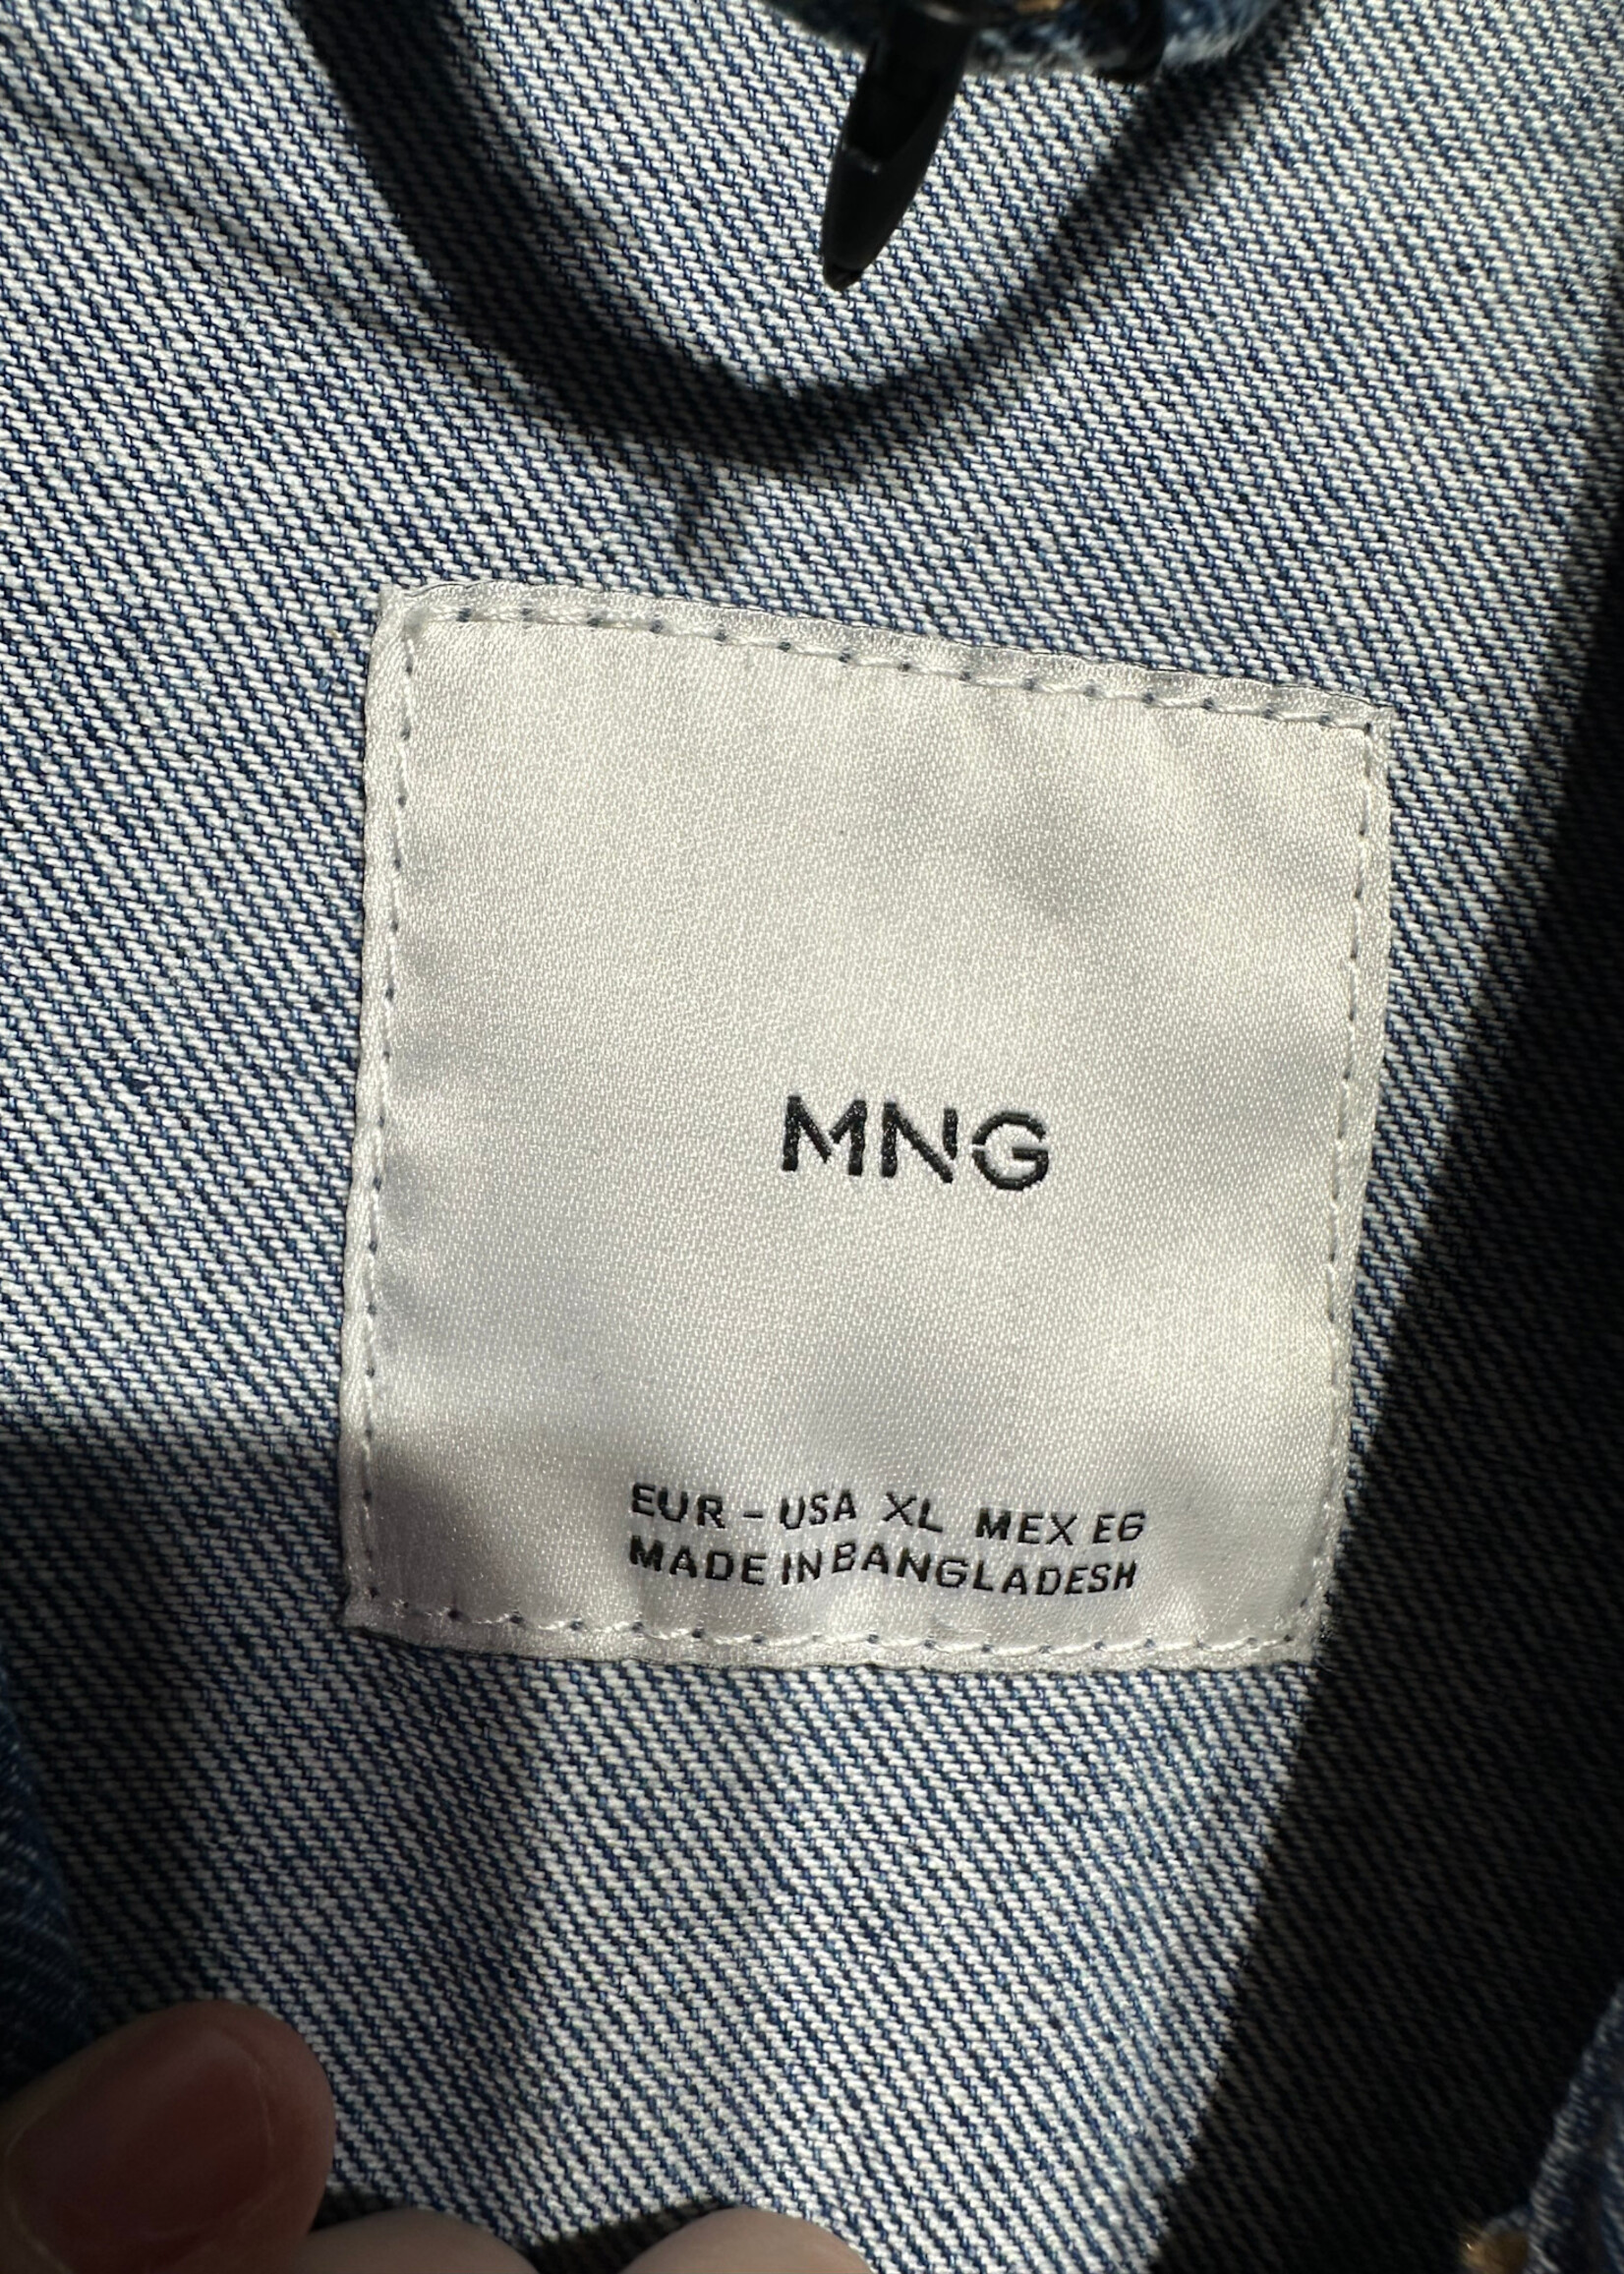 MNG
EUR - USA XL MEX EG
MADE IN BANGLADESH